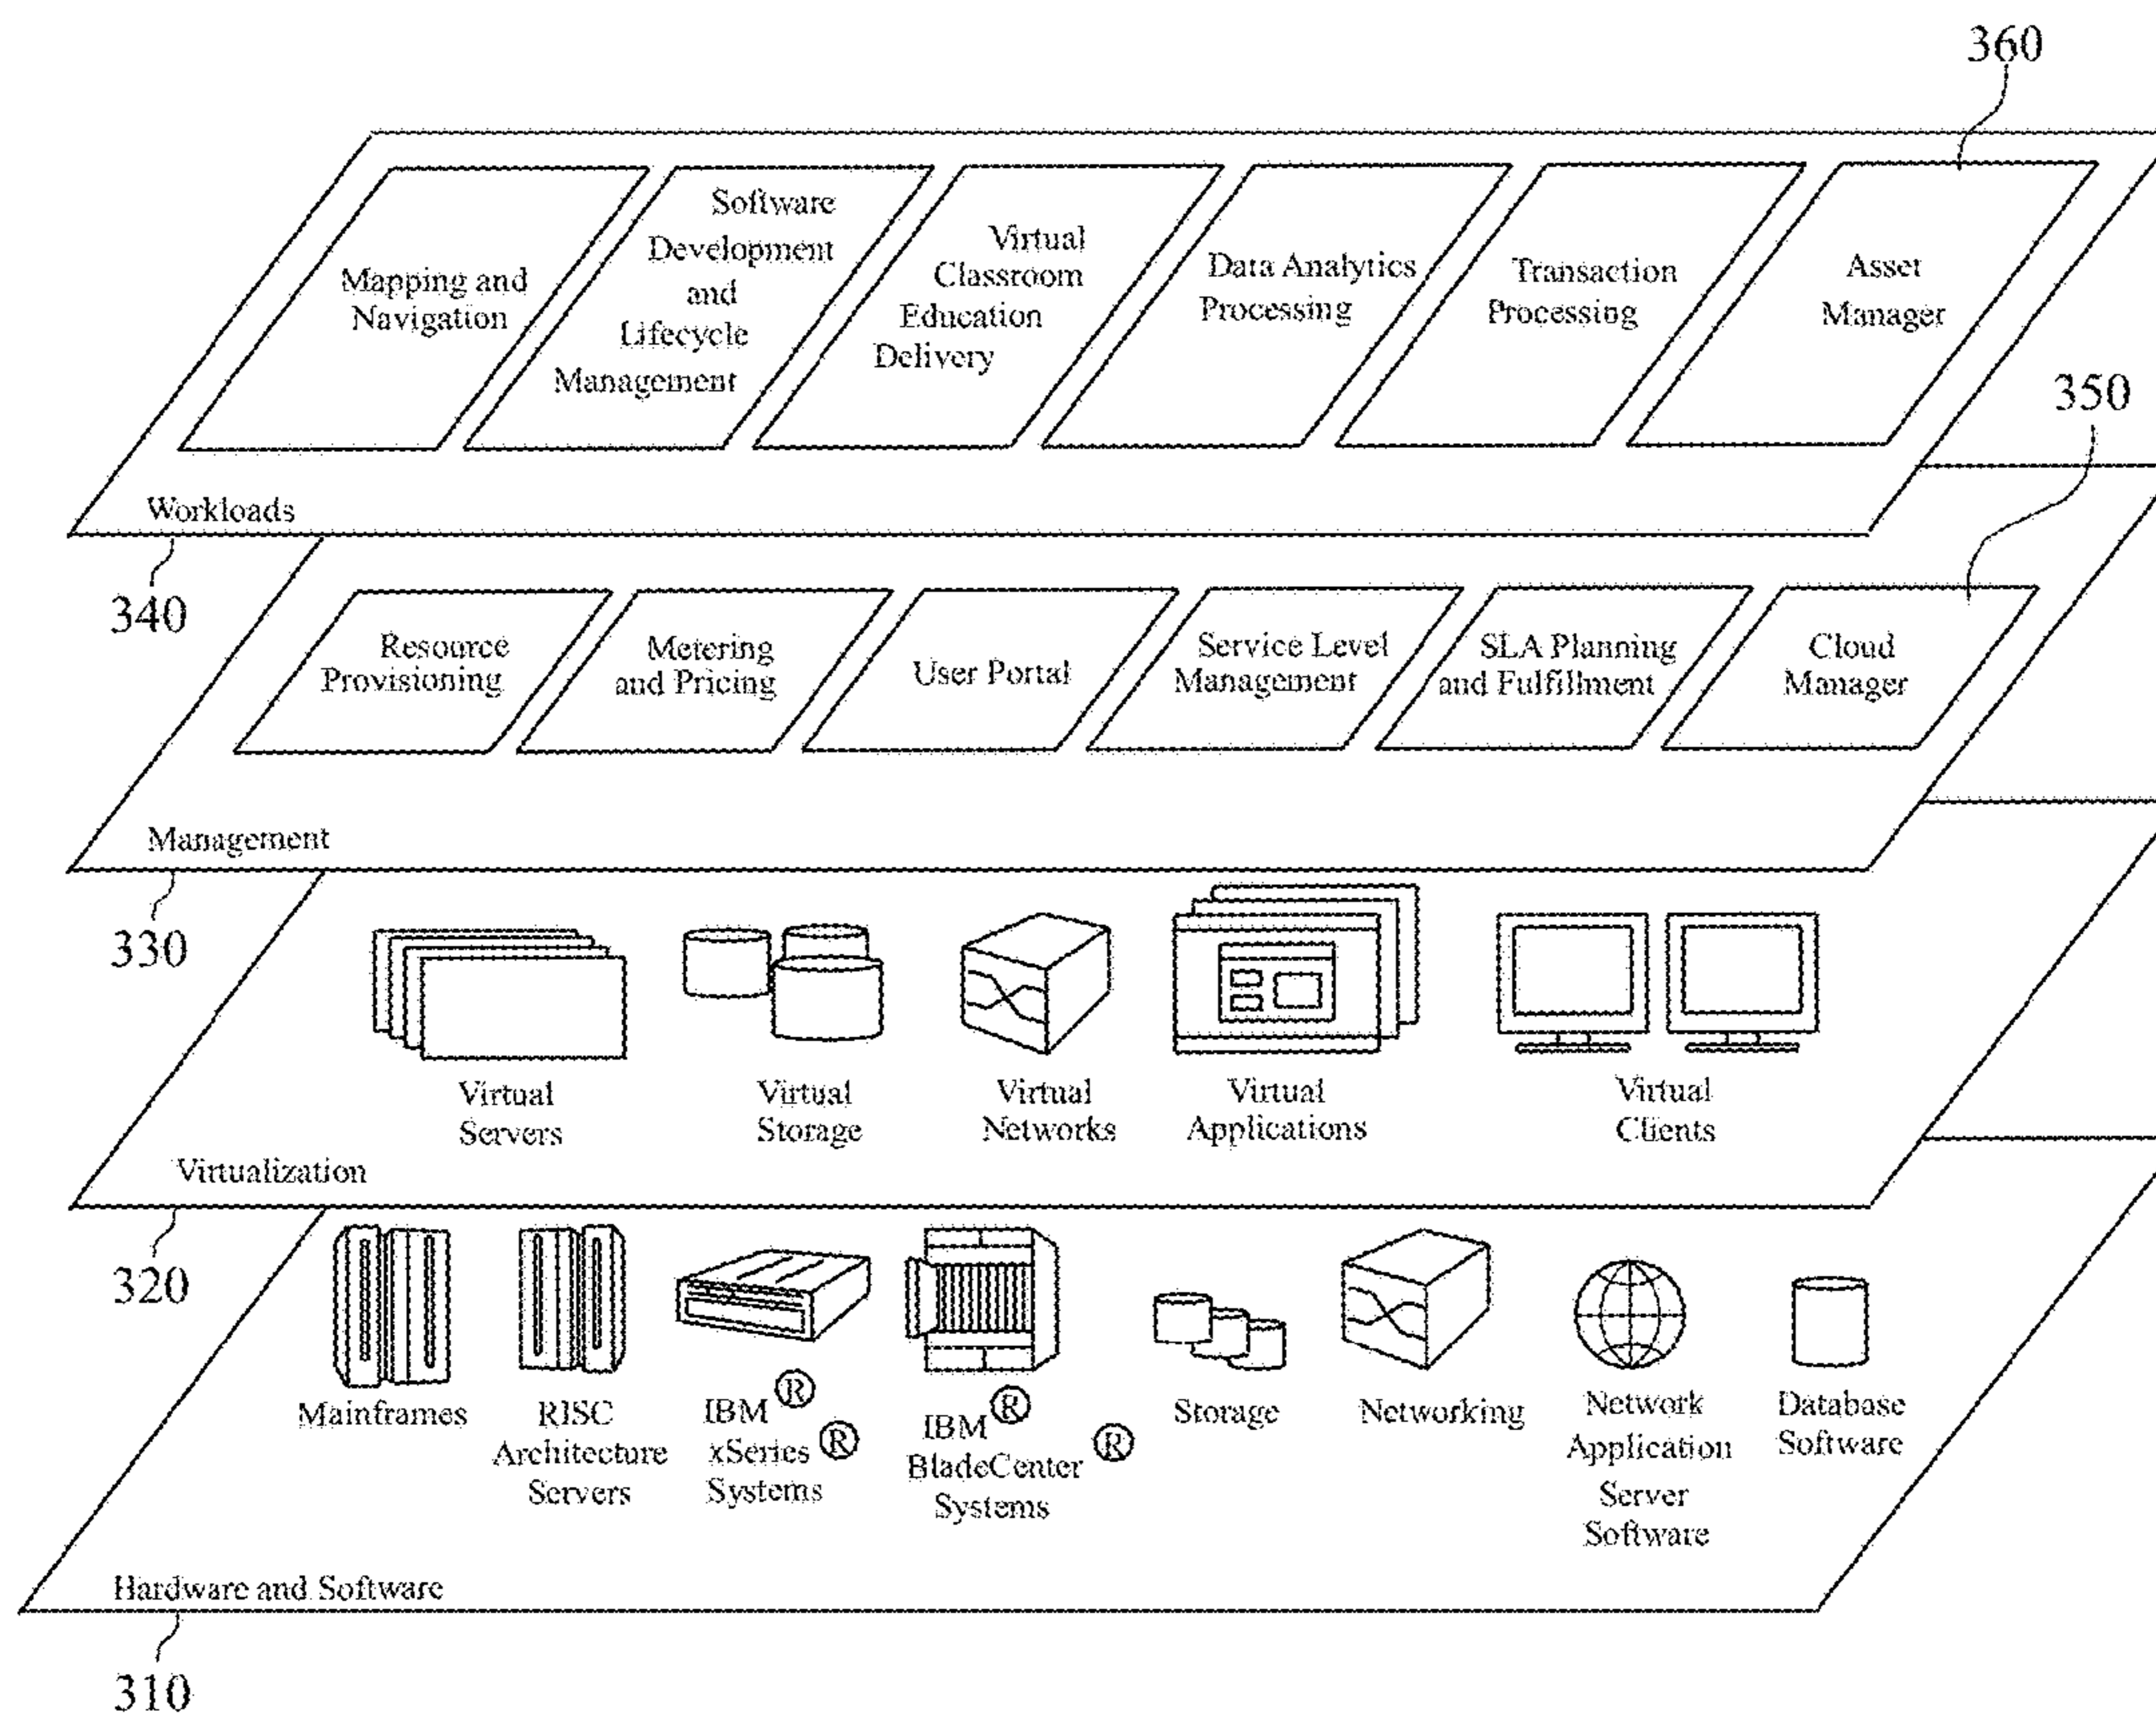 360
Mapping and
Navigation
Software
Development
and
Lifecycle
Management
Virtual
Classroom
Education
Delivery
Data Analytics
Processing
Transaction
Processing
Asset
Manager
350
Workloads
340
Resource
Provisioning
Metering
and Pricing
User Portal
Service Level
Management
SLA Planning
and Fulfillment
Cloud
Manager
Management
330
Virtual
Servers
Virtual
Storage
Virtual
Networks
Virtual
Applications
Virtual
Clients
Virtualization
320
Mainframes
RISC
Architecture
Servers
IBM ®
xSeries ®
Systems
IBM ®
BladeCenter ®
Systems
Storage
Networking
Network
Application
Server
Software
Database
Software
Hardware and Software
310